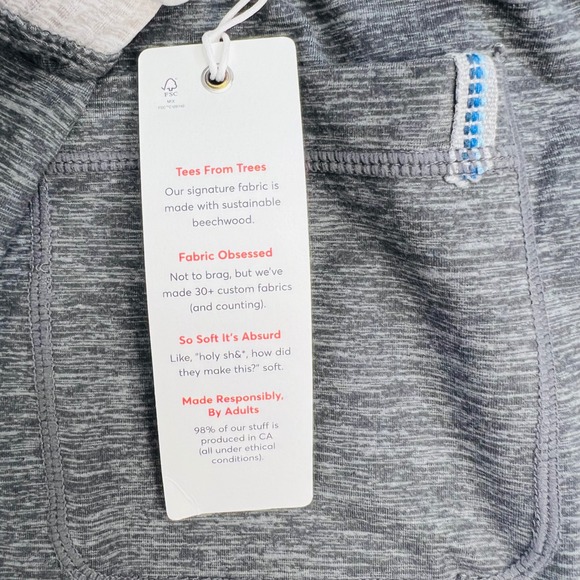 FSC
MIX
Tees From Trees
Our signature fabric is
made with sustainable
beechwood.
Fabric Obsessed
Not to brag, but we've
made 30+ custom fabrics
(and counting).
So Soft It's Absurd
Like, "holy sh&*, how did
they make this?" soft.
Made Responsibly,
By Adults
98% of our stuff is
produced in CA.
(all under ethical
conditions).